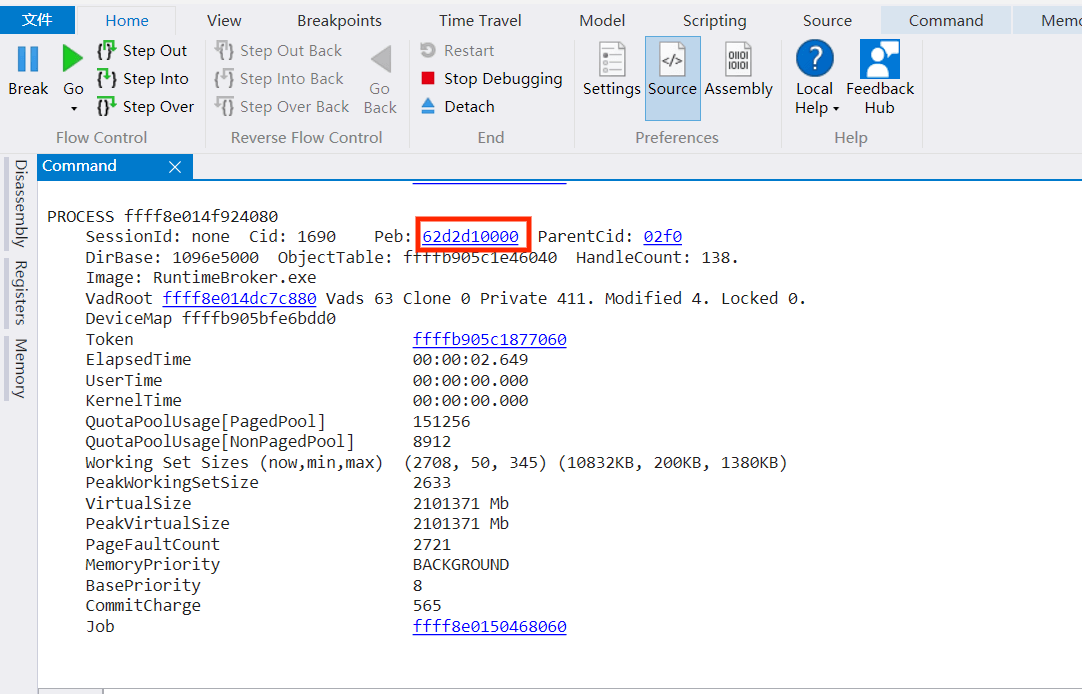 文件 Home View Breakpoints Time Travel Model Scripting Source Command Memo
Break Go Step Out Step Into Step Over
Flow Control
Step Out Back Step Into Back Step Over Back Go Back
Reverse Flow Control
Restart
Stop Debugging
Detach
End
Settings Source Assembly
Preferences
Local Help Feedback Hub
Help
Disassembly
Registers
Memory
Command
PROCESS ffff8e014f924080
SessionId: none Cid: 1690 Peb: 62d2d10000 ParentCid: 02f0
DirBase: 1096e5000 ObjectTable: ffffb905c1e46040 HandleCount: 138.
Image: RuntimeBroker.exe
VadRoot ffff8e014dc7c880 Vads 63 Clone 0 Private 411. Modified 4. Locked 0.
DeviceMap ffffb905bfe6bdd0
Token ffffb905c1877060
ElapsedTime 00:00:02.649
UserTime 00:00:00.000
KernelTime 00:00:00.000
QuotaPoolUsage[PagedPool] 151256
QuotaPoolUsage[NonPagedPool] 8912
Working Set Sizes (now,min,max) (2708, 50, 345) (10832KB, 200KB, 1380KB)
PeakWorkingSetSize 2633
VirtualSize 2101371 Mb
PeakVirtualSize 2101371 Mb
PageFaultCount 2721
MemoryPriority BACKGROUND
BasePriority 8
CommitCharge 565
Job ffff8e0150468060